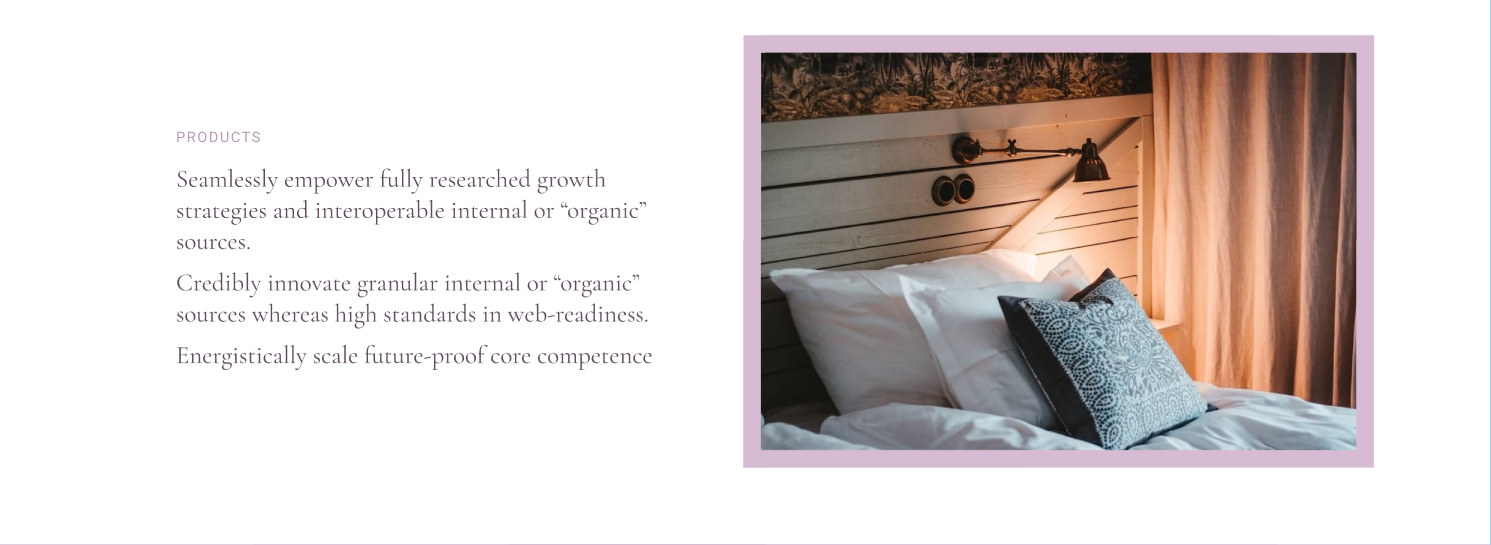 PRODUCTS
Seamlessly empower fully researched growth
strategies and interoperable internal or “organic”
sources.
Credibly innovate granular internal or “organic”
sources whereas high standards in web-readiness.
Energistically scale future-proof core competence